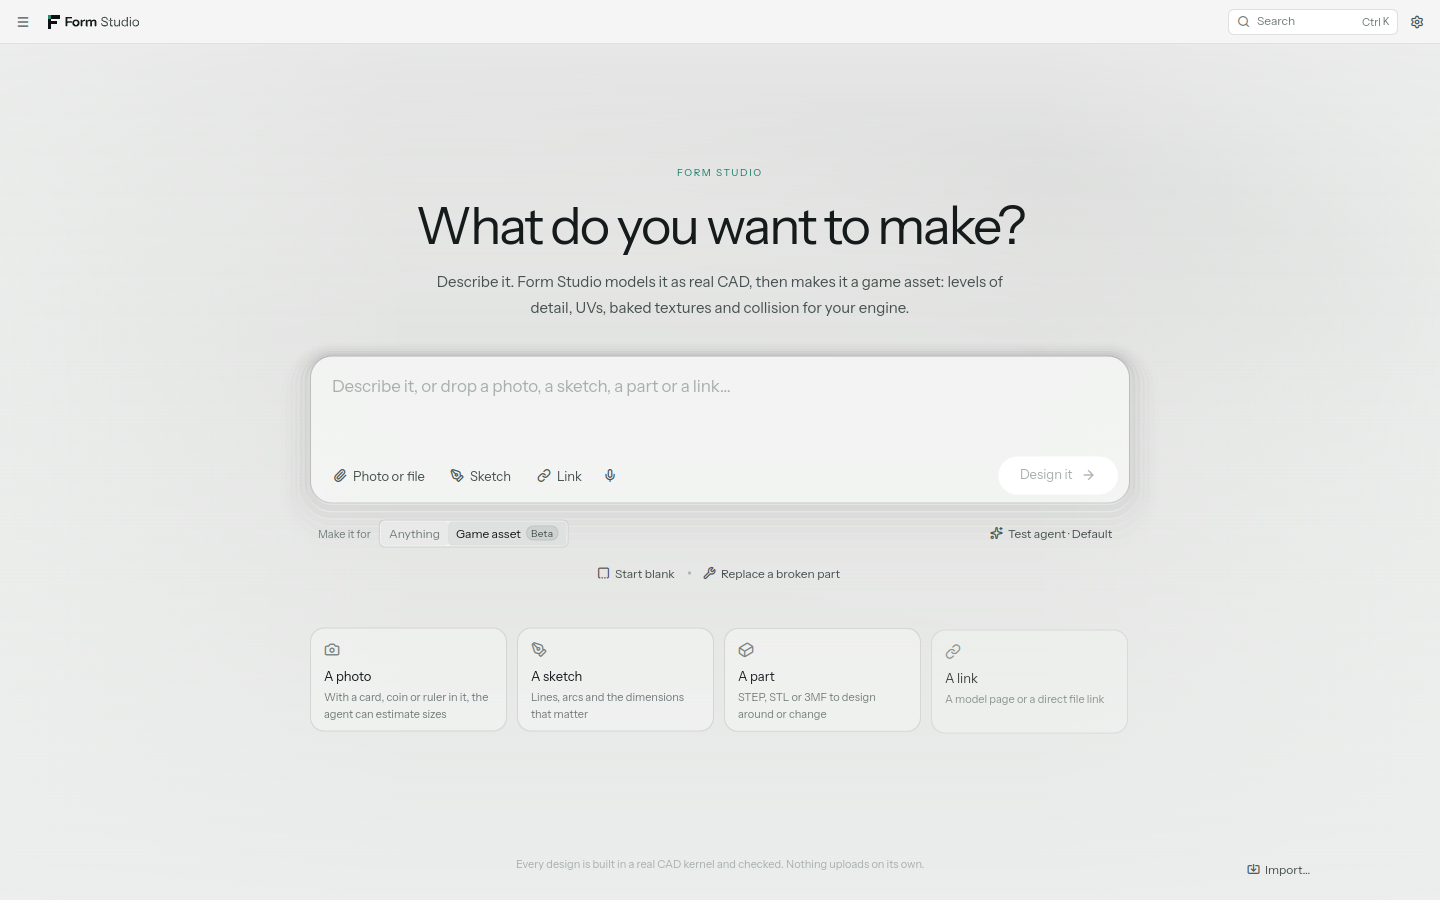 Form Studio
Search
Ctrl K
FORM STUDIO
What do you want to make?
Describe it. Form Studio models it as real CAD, then makes it a game asset: levels of
detail, UVs, baked textures and collision for your engine.
Describe it, or drop a photo, a sketch, a part or a link...
Photo or file
Sketch
Link
Design it
Make it for
Anything
Game asset
Beta
Test agent · Default
Start blank
•
Replace a broken part
A photo
With a card, coin or ruler in it, the
agent can estimate sizes
A sketch
Lines, arcs and the dimensions
that matter
A part
STEP, STL or 3MF to design
around or change
A link
A model page or a direct file link
Every design is built in a real CAD kernel and checked. Nothing uploads on its own.
Import...